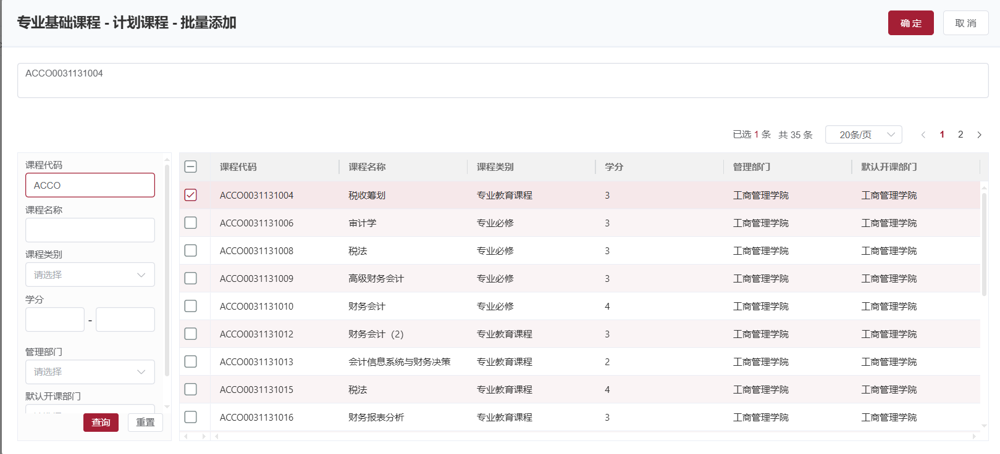 专业基础课程 - 计划课程 - 批量添加
确 定
取 消
ACCO0031131004
已选 1 条 共 35 条 20条/页 1 2
课程代码
ACCO
课程名称
课程类别
请选择
学分
-
管理部门
请选择
默认开课部门
查询
重置
课程代码 课程名称 课程类别 学分 管理部门 默认开课部门
ACCO0031131004 税收筹划 专业教育课程 3 工商管理学院 工商管理学院
ACCO0031131006 审计学 专业必修 3 工商管理学院 工商管理学院
ACCO0031131008 税法 专业必修 3 工商管理学院 工商管理学院
ACCO0031131009 高级财务会计 专业必修 3 工商管理学院 工商管理学院
ACCO0031131010 财务会计 专业必修 4 工商管理学院 工商管理学院
ACCO0031131012 财务会计（2） 专业教育课程 3 工商管理学院 工商管理学院
ACCO0031131013 会计信息系统与财务决策 专业教育课程 2 工商管理学院 工商管理学院
ACCO0031131015 税法 专业教育课程 4 工商管理学院 工商管理学院
ACCO0031131016 财务报表分析 专业教育课程 3 工商管理学院 工商管理学院